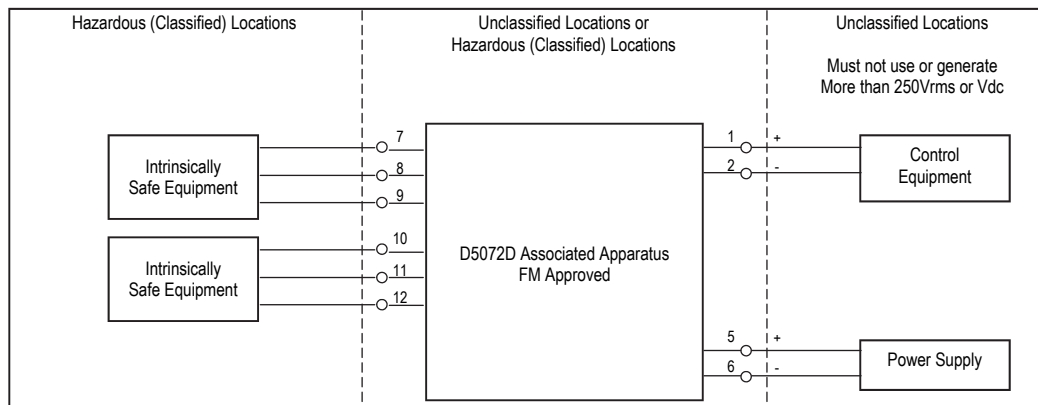 Hazardous (Classified) Locations
Unclassified Locations or
Hazardous (Classified) Locations
Unclassified Locations
Must not use or generate
More than 250Vrms or Vdc
Intrinsically
Safe Equipment
7
8
9
Intrinsically
Safe Equipment
10
11
12
D5072D Associated Apparatus
FM Approved
1 +
2 -
Control
Equipment
5 +
6 -
Power Supply